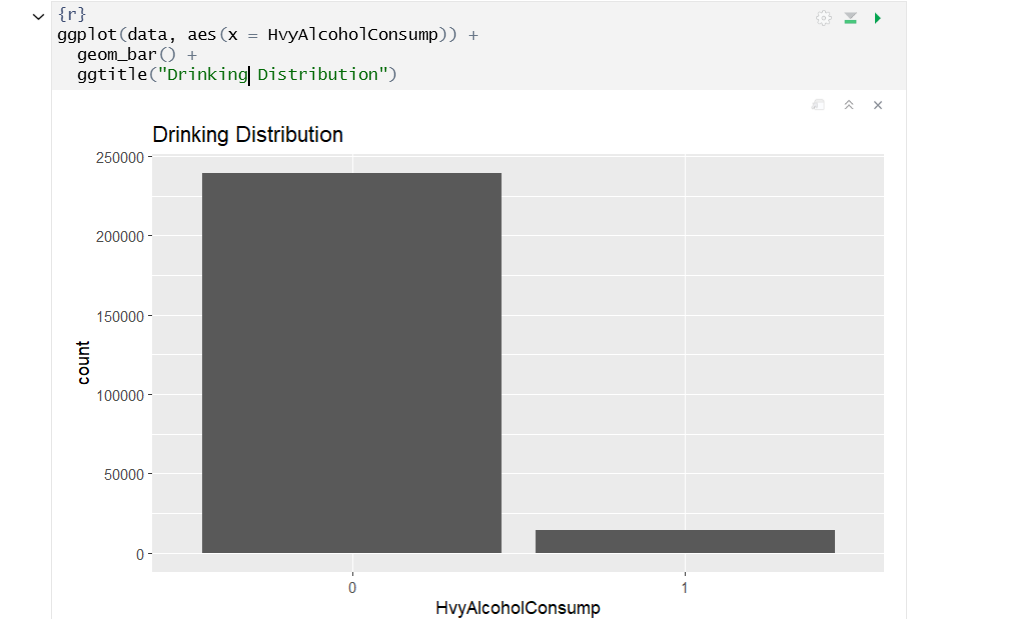 {r}
ggplot(data, aes(x = HvyAlcoholConsump)) +
  geom_bar() +
  ggtitle("Drinking Distribution")
Drinking Distribution
250000
200000
150000
100000
50000
0
count
0 1
HvyAlcoholConsump